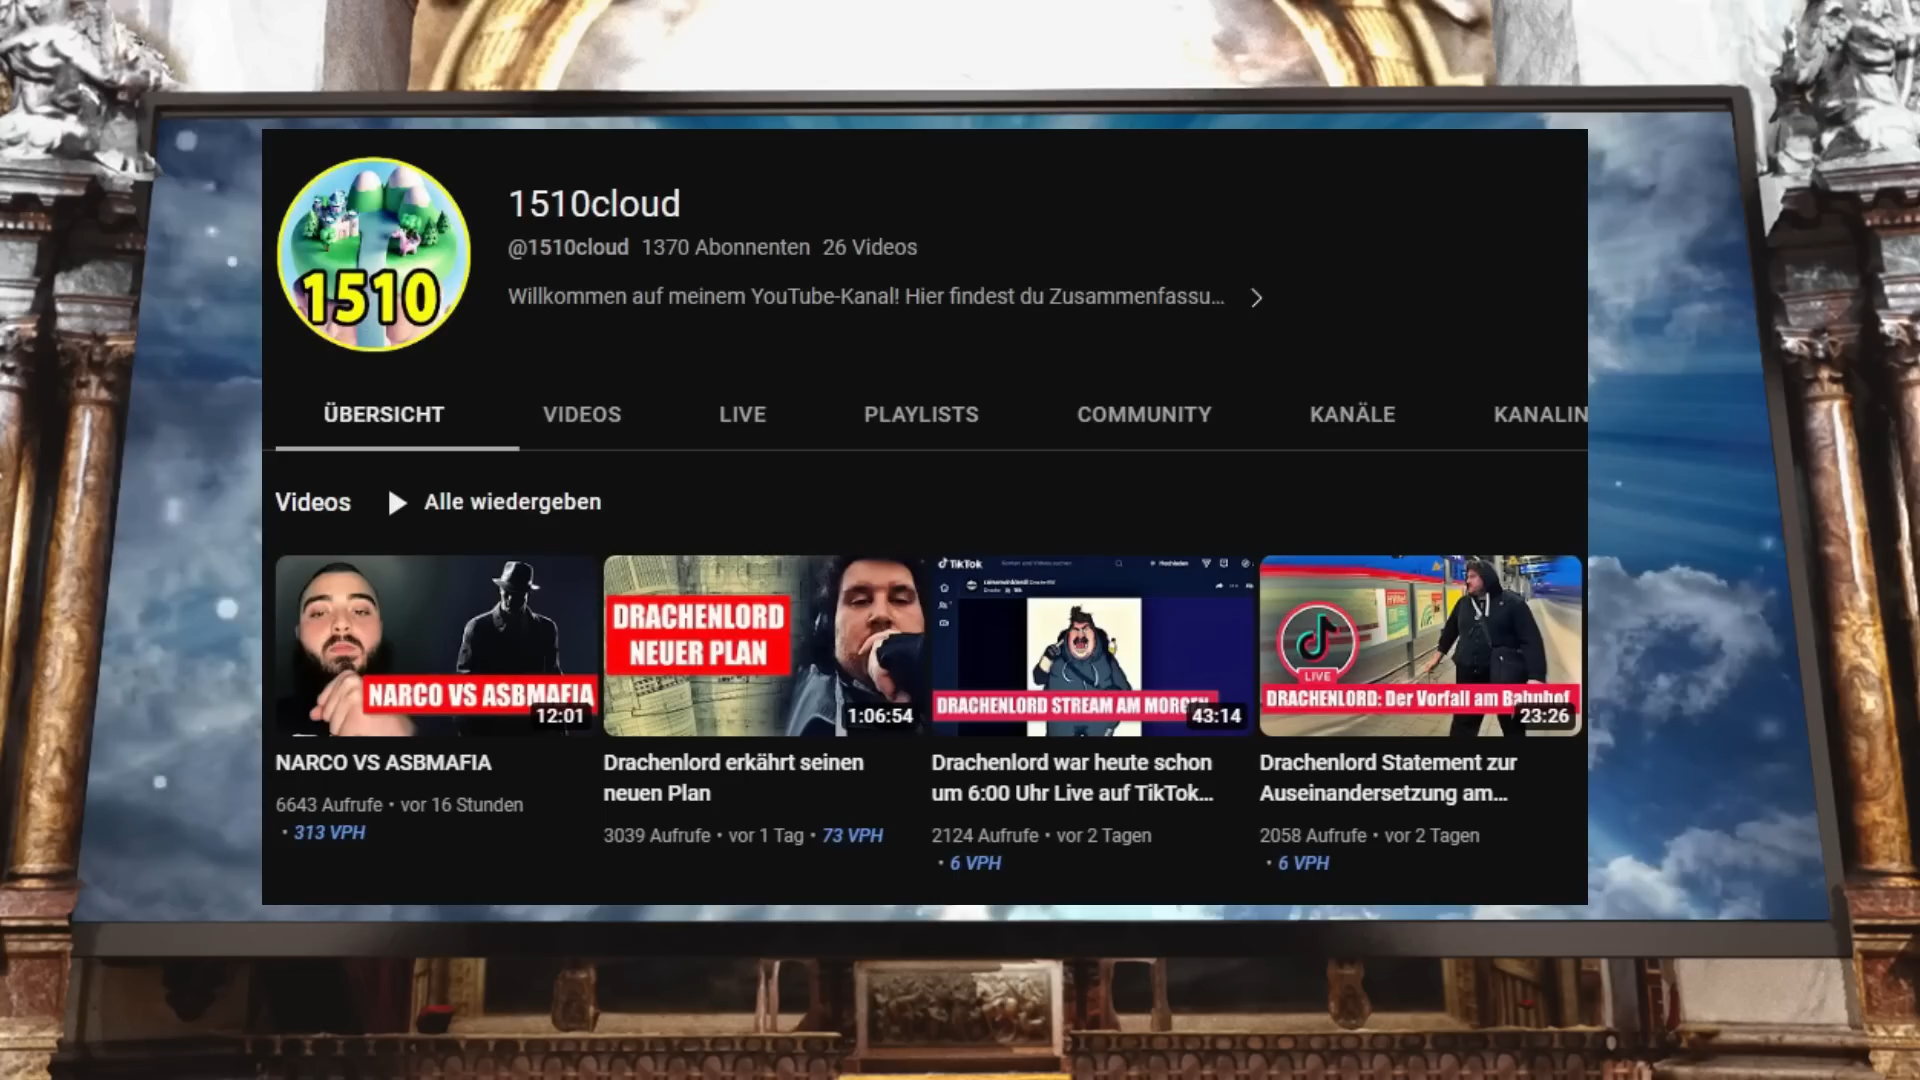 1510
1510cloud
@1510cloud 1370 Abonnenten 26 Videos
Willkommen auf meinem YouTube-Kanal! Hier findest du Zusammenfassu...
ÜBERSICHT VIDEOS LIVE PLAYLISTS COMMUNITY KANÄLE KANALIN
Videos Alle wiedergeben
NARCO VS ASBMAFIA
12:01
NARCO VS ASBMAFIA
6643 Aufrufe • vor 16 Stunden
• 313 VPH
DRACHENLORD
NEUER PLAN
1:06:54
Drachenlord erkährt seinen
neuen Plan
3039 Aufrufe • vor 1 Tag • 73 VPH
TikTok
DRACHENLORD STREAM AM MORGEN
43:14
Drachenlord war heute schon
um 6:00 Uhr Live auf TikTok...
2124 Aufrufe • vor 2 Tagen
• 6 VPH
LIVE
DRACHENLORD: Der Vorfall am Bahnhof
23:26
Drachenlord Statement zur
Auseinandersetzung am...
2058 Aufrufe • vor 2 Tagen
• 6 VPH